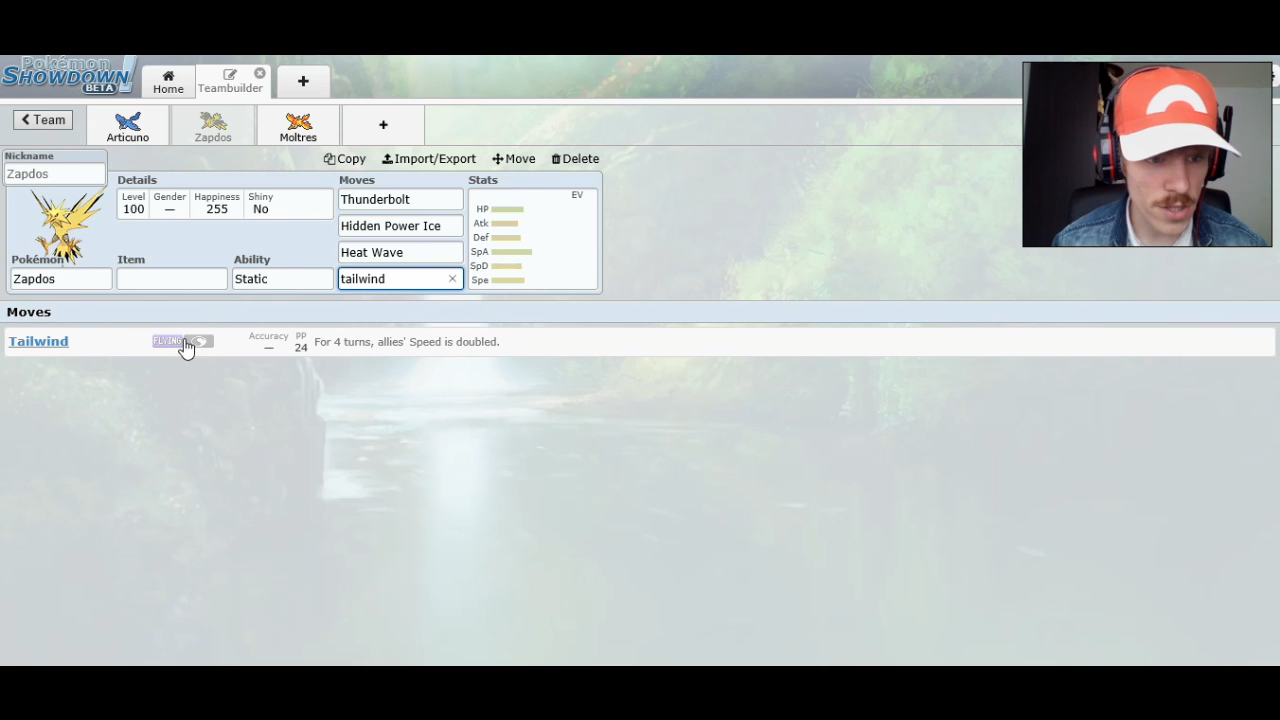 Pokémon
SHOWDOWN!
BETA
Home
Teambuilder
+
Team
Articuno
Zapdos
Moltres
+
Nickname
Zapdos
Copy
Import/Export
Move
Delete
Details
Level
Gender
Happiness
Shiny
100
—
255
No
Pokémon
Zapdos
Item
Ability
Static
Moves
Thunderbolt
Hidden Power Ice
Heat Wave
tailwind
Stats
EV
HP
Atk
Def
SpA
SpD
Spe
Moves
Tailwind
FLYING
Accuracy
—
PP
24
For 4 turns, allies' Speed is doubled.